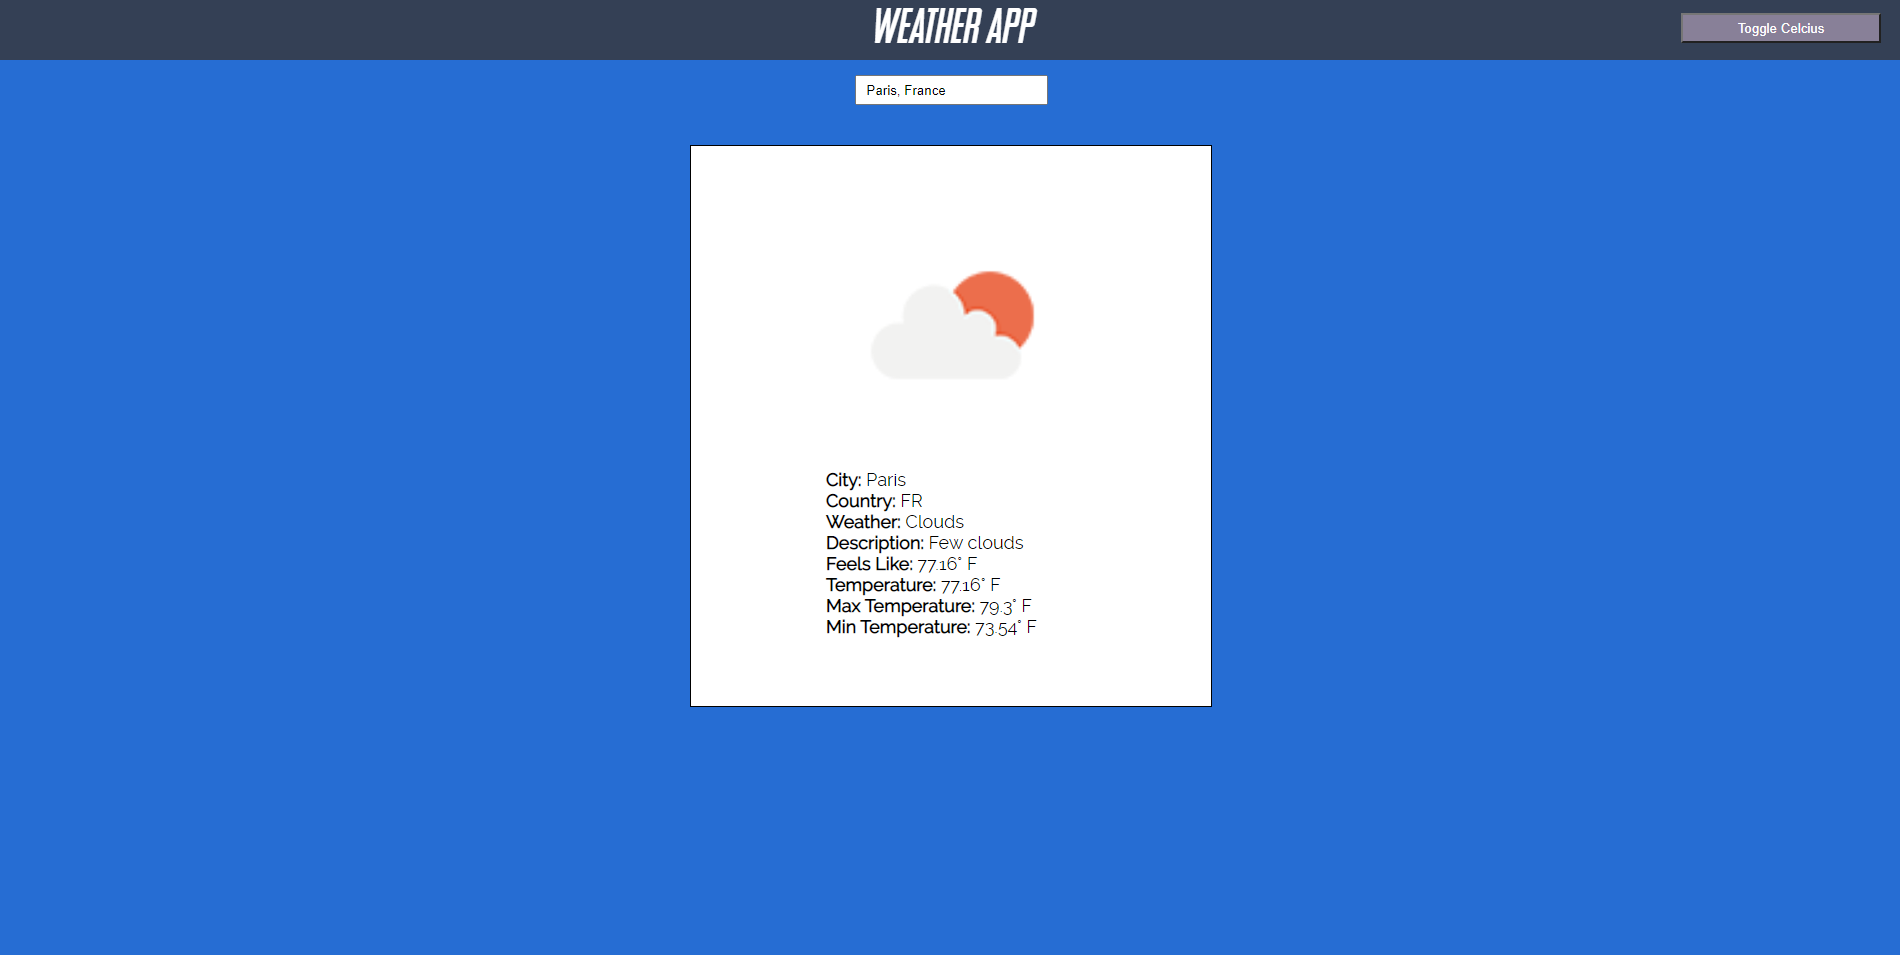 WEATHER APP
Toggle Celcius
Paris, France
City: Paris
Country: FR
Weather: Clouds
Description: Few clouds
Feels Like: 77.16° F
Temperature: 77.16° F
Max Temperature: 79.3° F
Min Temperature: 73.54° F